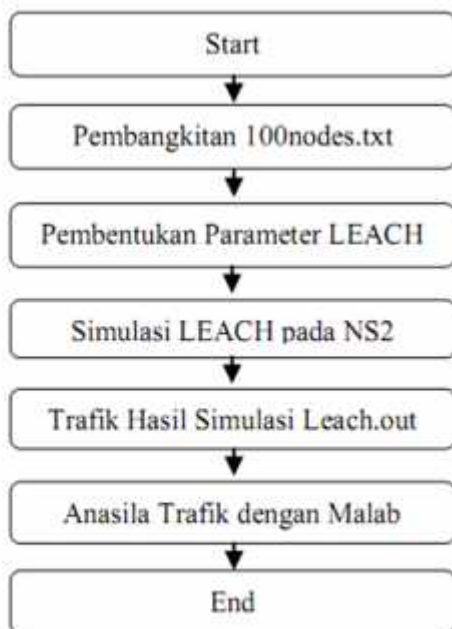 Start
Pembangkitan 100nodes.txt
Pembentukan Parameter LEACH
Simulasi LEACH pada NS2
Trafik Hasil Simulasi Leach.out
Anasila Trafik dengan Malab
End